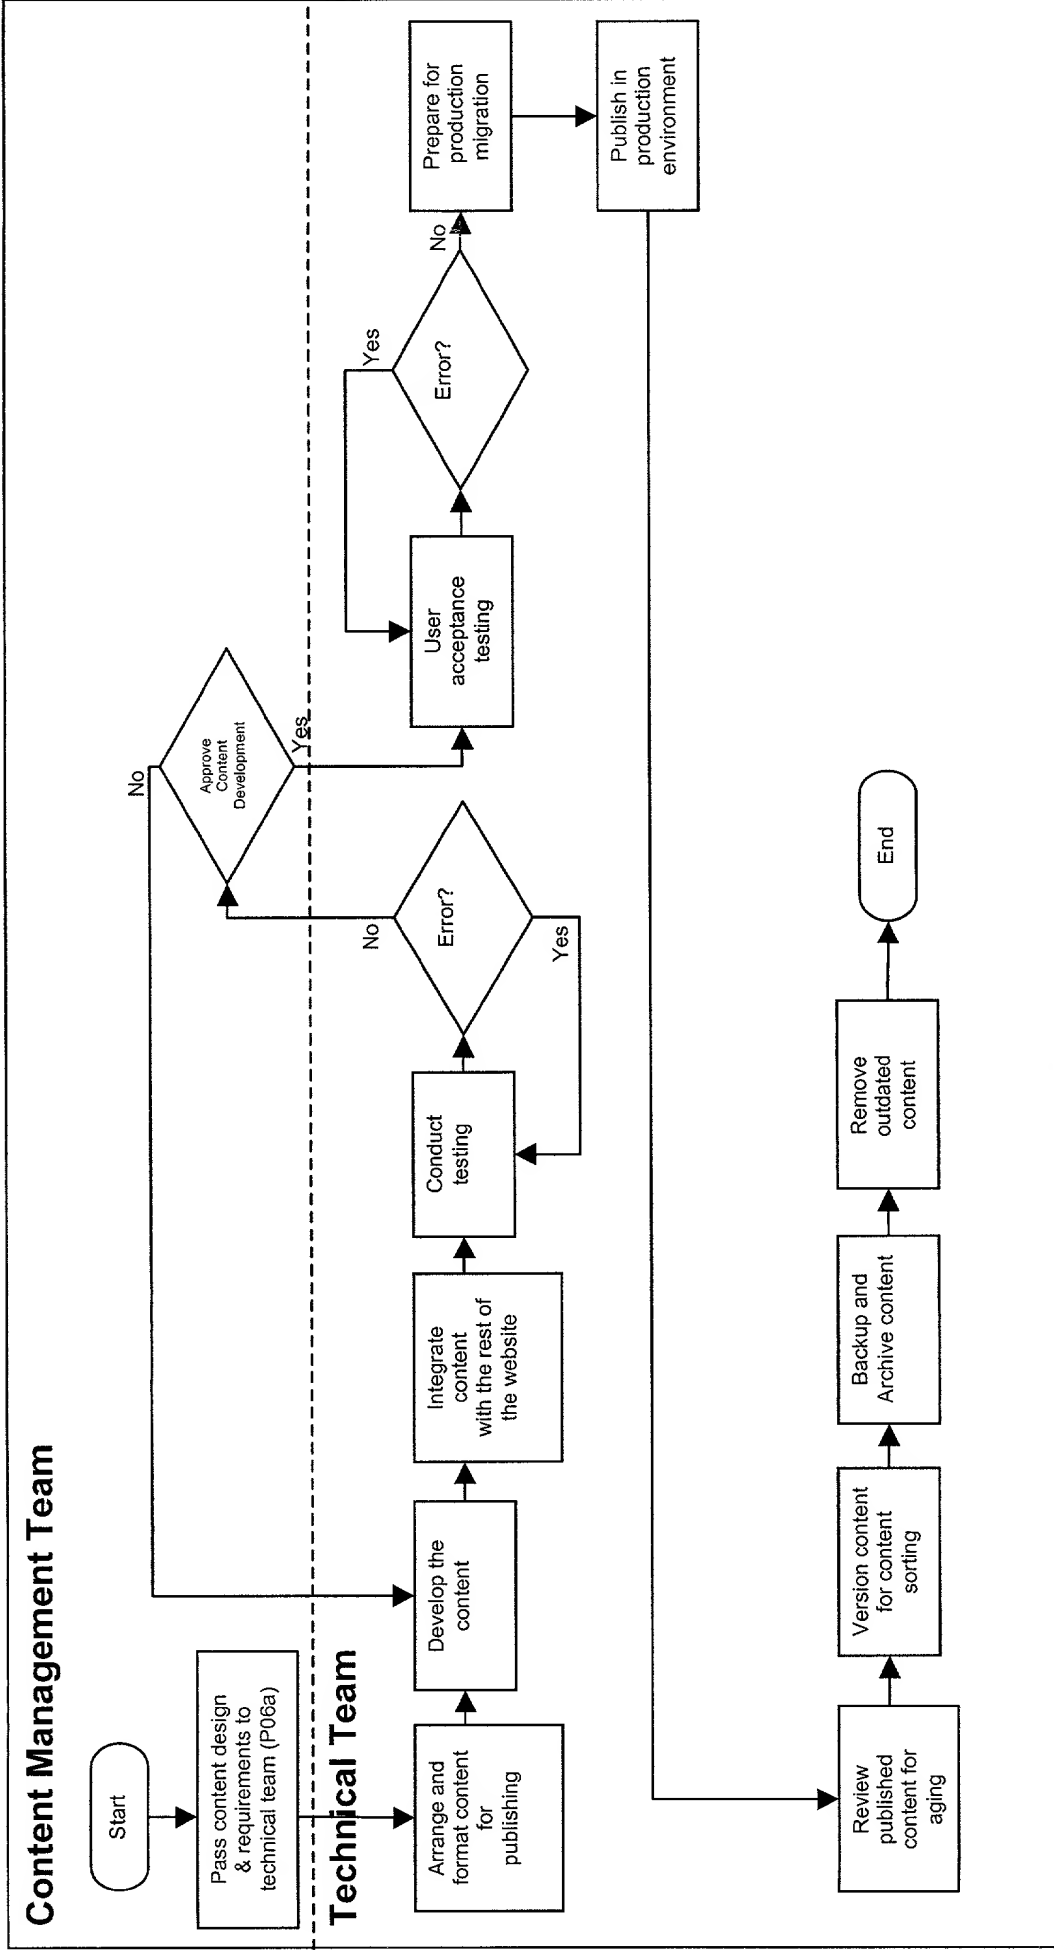 Content Management Team
Start
Pass content design
& requirements to
technical team (P06a)
No
Approve
Content
Development
Yes
Technical Team
Arrange and
format content
for
publishing
Develop the
content
Integrate
content
with the rest of
the website
Conduct
testing
No
Error?
Yes
User
acceptance
testing
Yes
Error?
No
Prepare for
production
migration
Publish in
production
environment
Review
published
content for
aging
Version content
for content
sorting
Backup and
Archive content
Remove
outdated
content
End